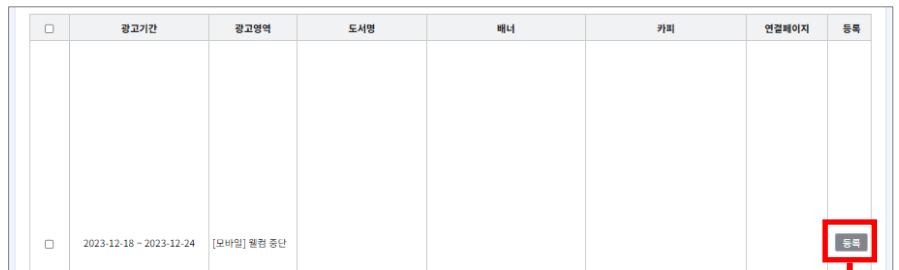 광고기간 광고영역 도서명 배너 카피 연결페이지 등록
2023-12-18 ~ 2023-12-24 [모바일] 웰컴 중단 등록